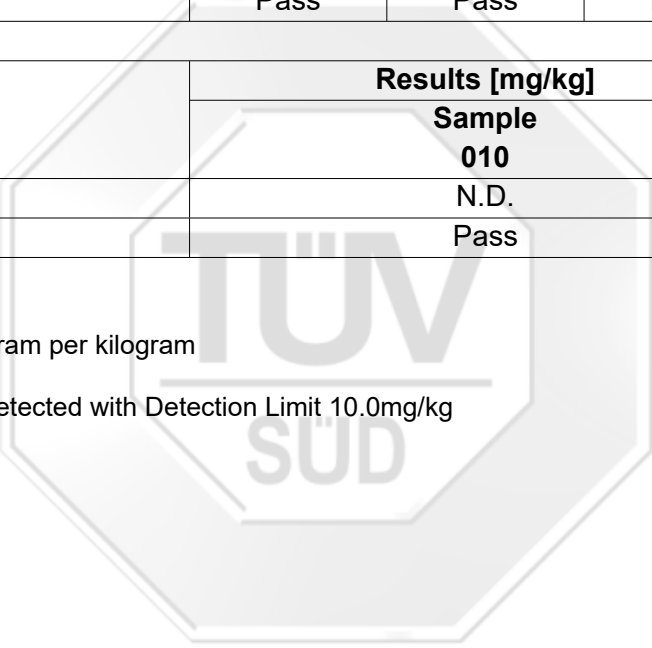 Pass Pass
Results [mg/kg]
Sample
010
N.D.
Pass
ram per kilogram
etected with Detection Limit 10.0mg/kg
TÜV
SÜD